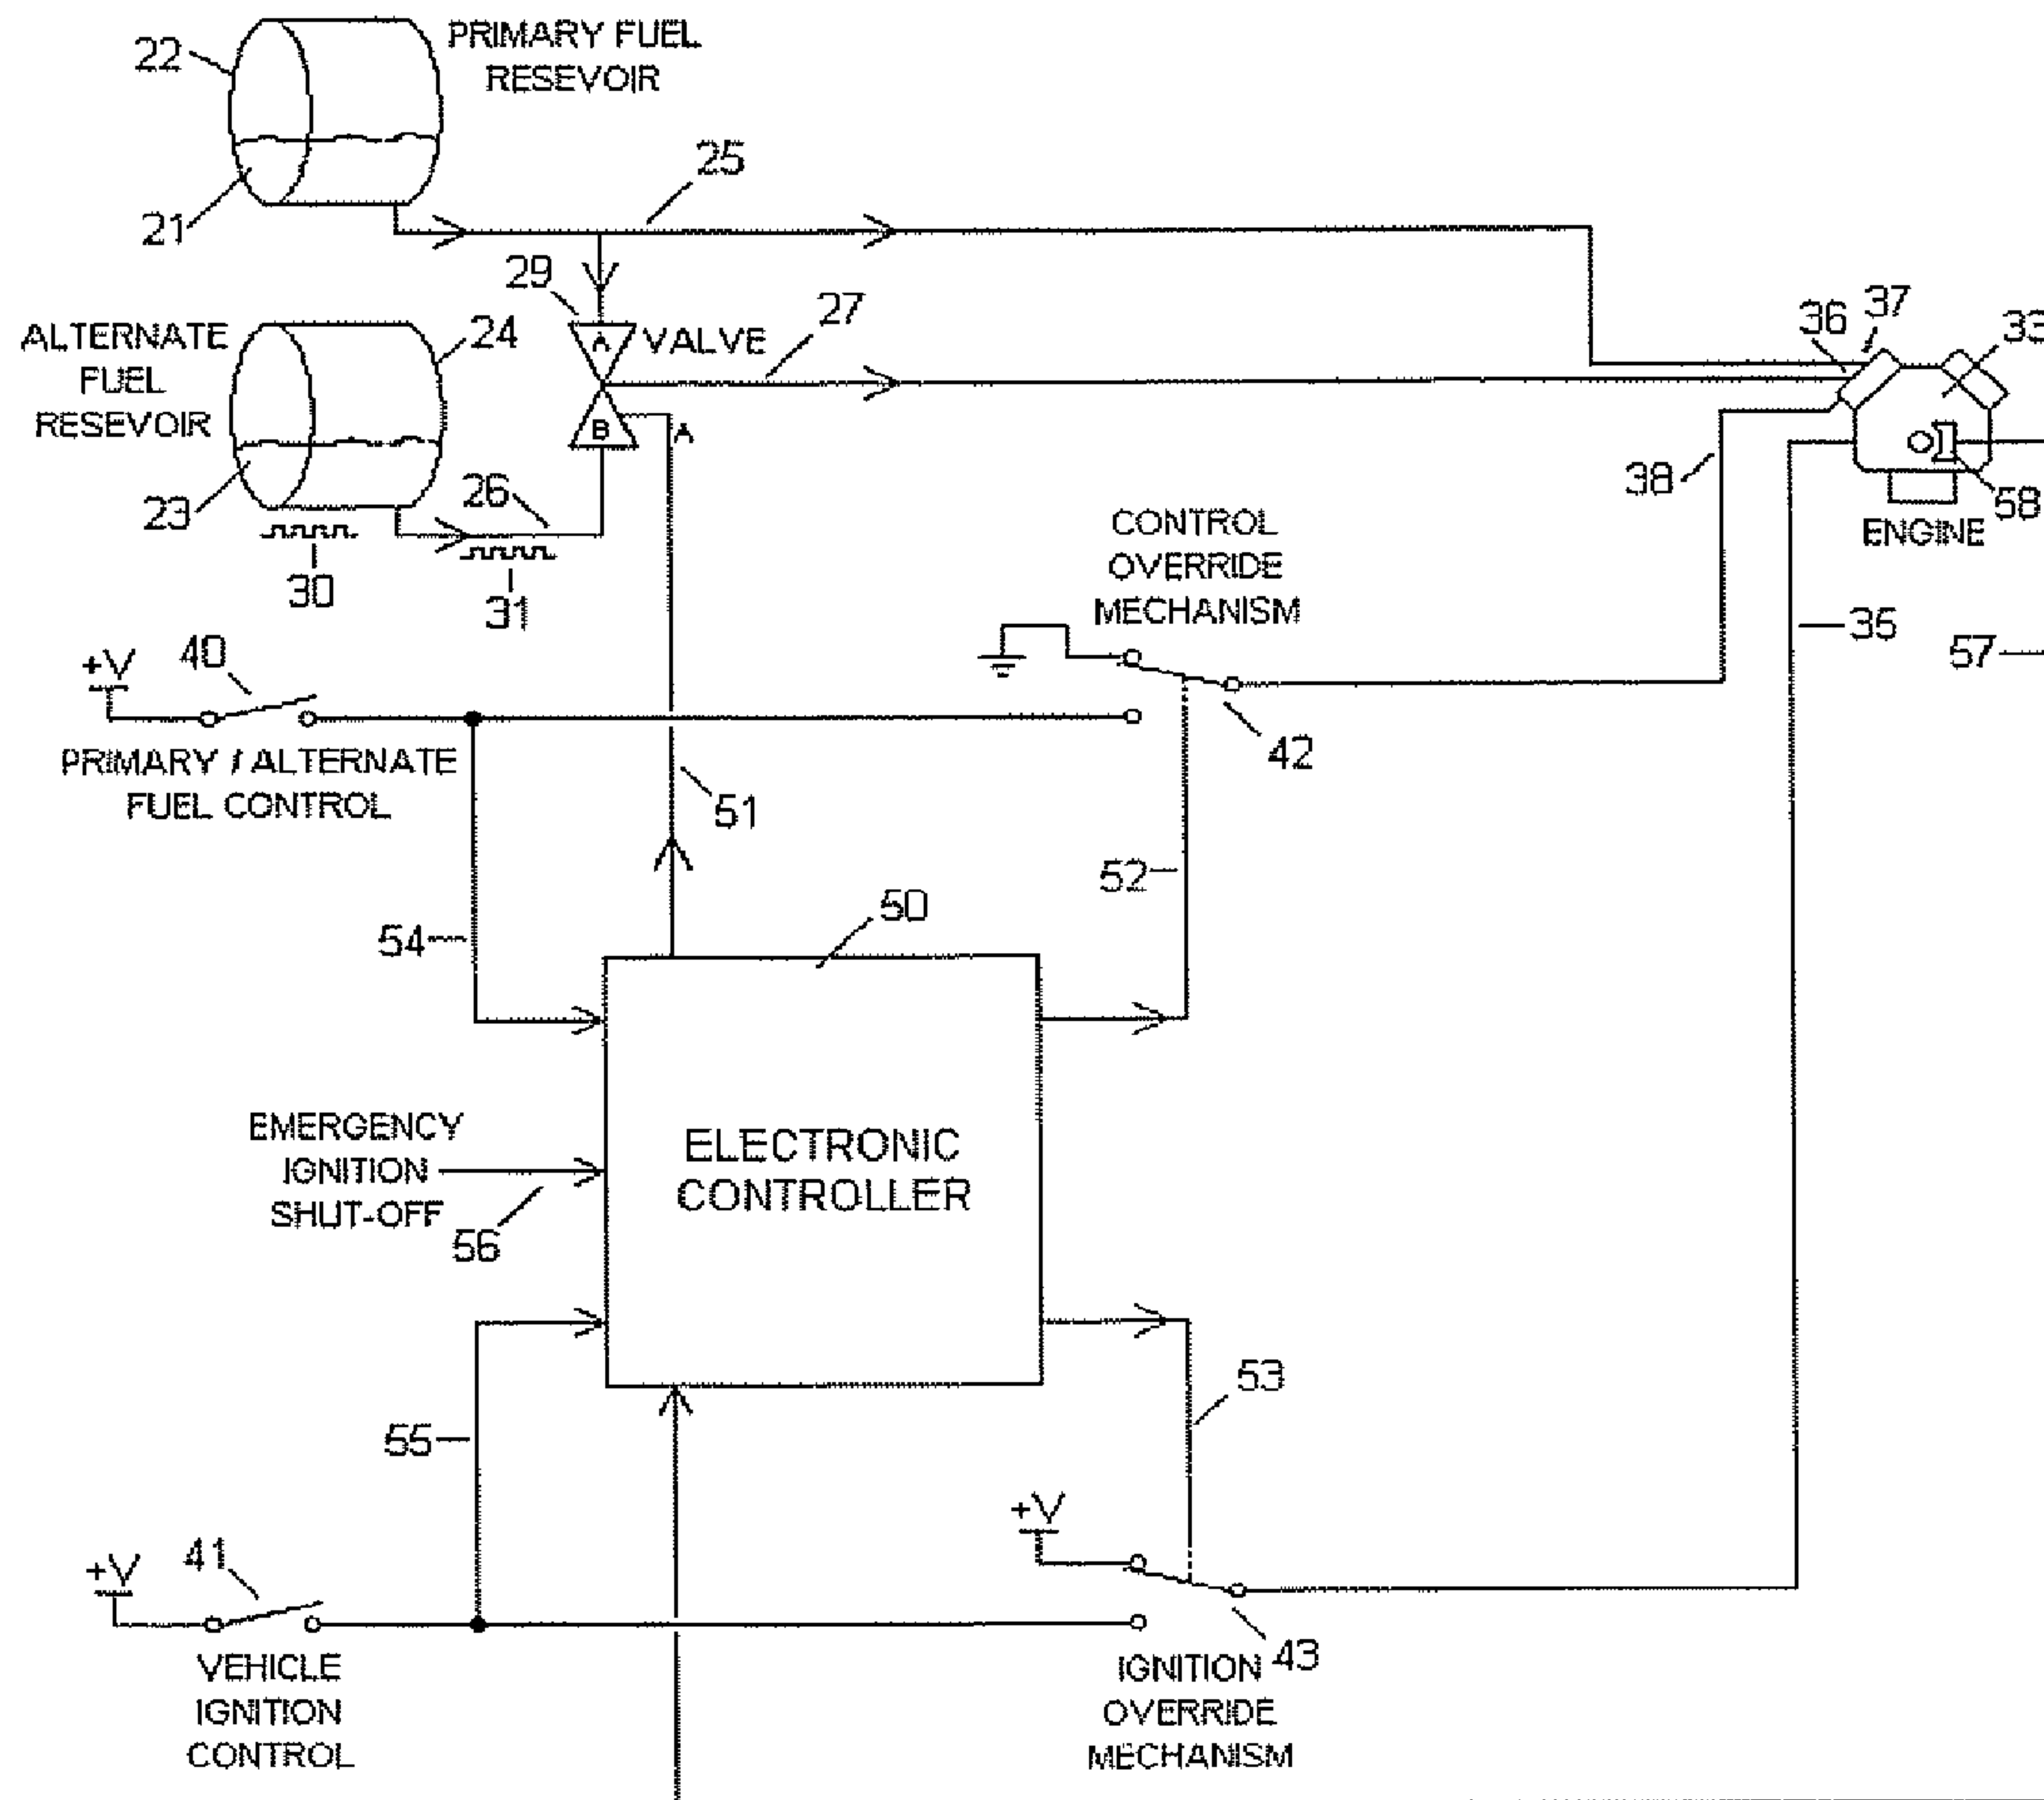 22
PRIMARY FUEL
RESEVOIR
21
25
29
A
VALVE
27
ALTERNATE
FUEL
RESEVOIR
24
B
A
23
26
30
31
36
37
33
38
58
ENGINE
CONTROL
OVERRIDE
MECHANISM
35
57
+V
40
42
PRIMARY / ALTERNATE
FUEL CONTROL
51
52
54
50
EMERGENCY
IGNITION
SHUT-OFF
56
ELECTRONIC
CONTROLLER
55
53
+V
+V
41
43
VEHICLE
IGNITION
CONTROL
IGNITION
OVERRIDE
MECHANISM